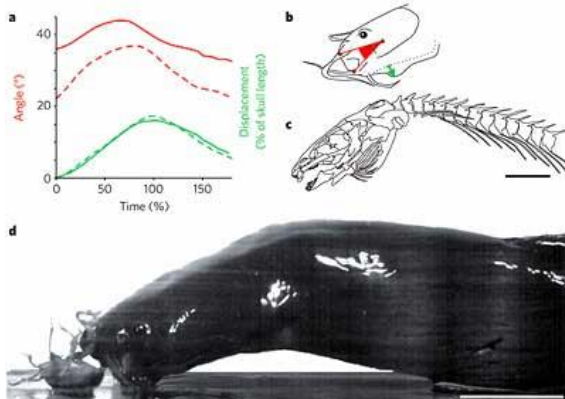 a
40
20
0
Angle (°)
0
50
100
150
Time (%)
Displacement
(% of skull length)
b
c
d